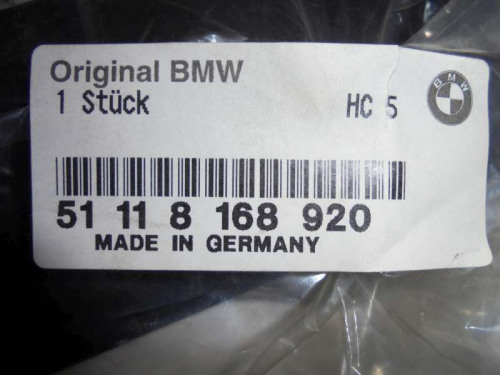 Original BMW
1 Stück HC 5
BMW
51 11 8 168 920
MADE IN GERMANY